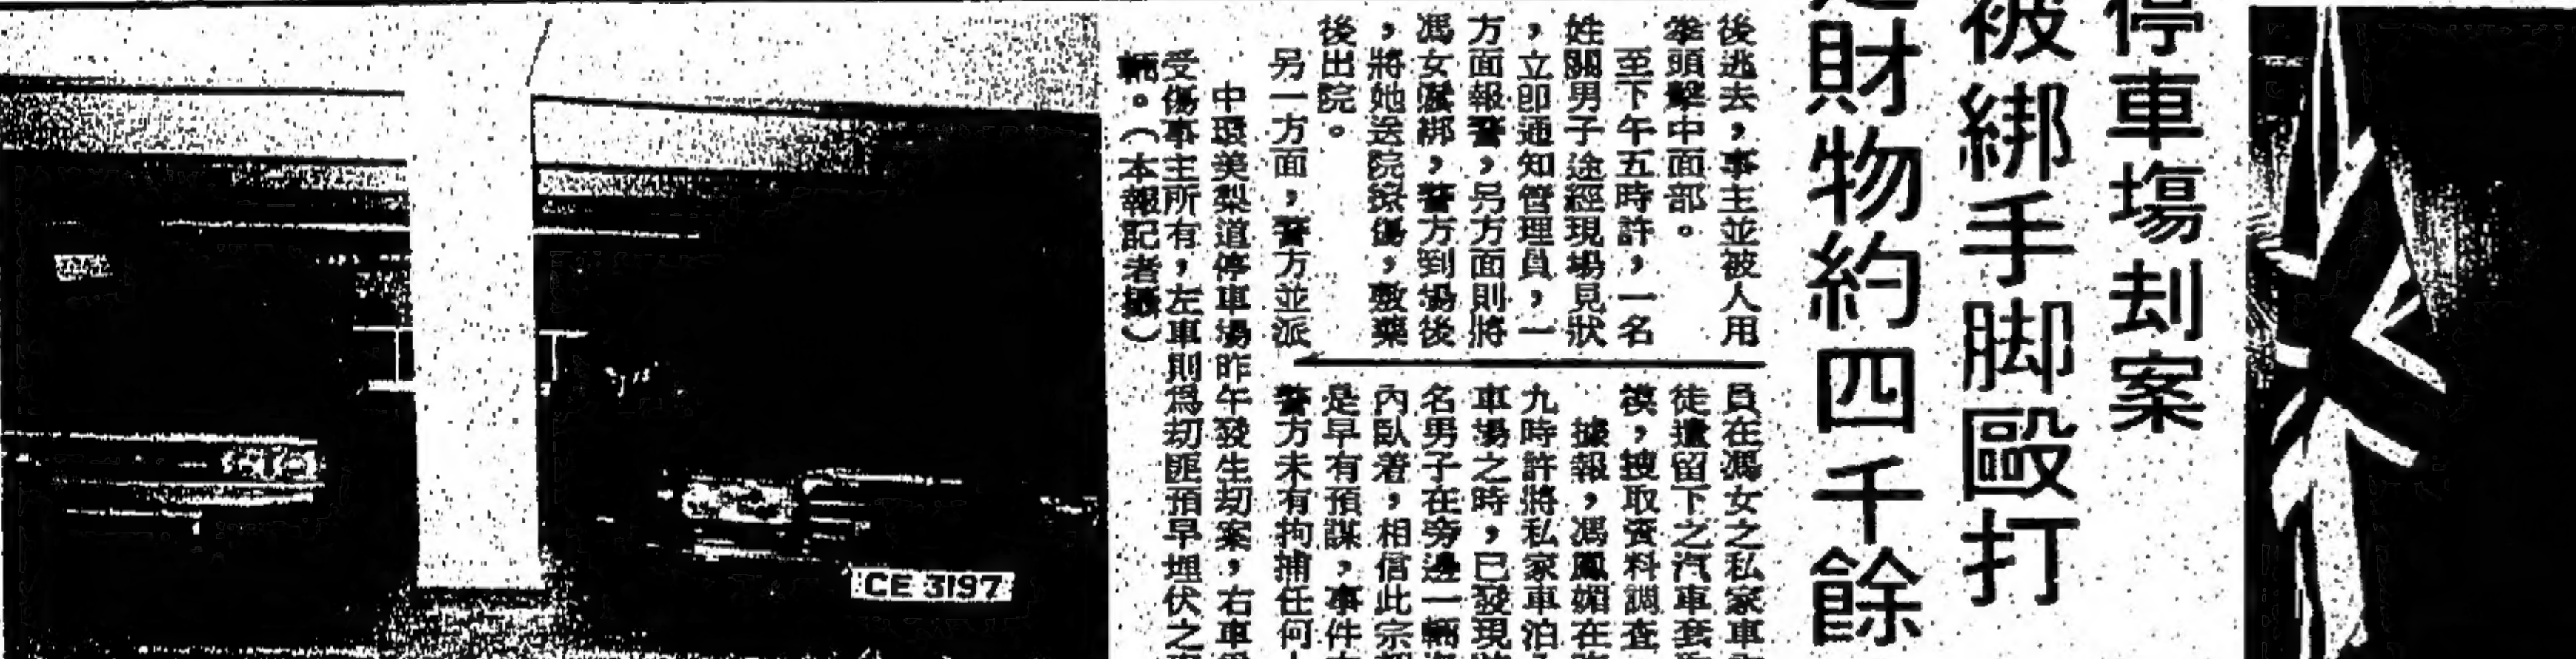 停車場刦案
被綁手脚毆打
財物約四千餘
後逃去，事主並被人用
拳頭擊中面部。
至下午五時許，一名
姓關男子途經現場見狀
，立即通知管理員，一
方面報警，另方面則將
馮女鬆綁，警方到場後
，將她送院療傷，敷藥
後出院。
另一方面，警方並派
員在馮女之私家車
徒遺留下之汽車套
模，搜取資料調查
據報，馮鳳媚在
九時許將私家車泊
車場之時，已發現
名男子在旁邊一輛
內臥着，相信此宗
是早有預謀，事件
警方未有拘捕任何
中環美梨道停車場昨午發生刧案，右車
受傷事主所有，左車則爲刧匪預早埋伏之
輛。（本報記者攝）
CE 3197